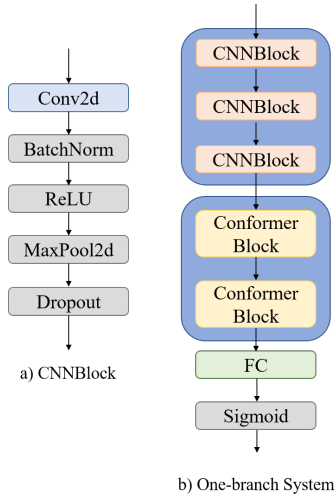 Conv2d
BatchNorm
ReLU
MaxPool2d
Dropout
a) CNNBlock
CNNBlock
CNNBlock
CNNBlock
Conformer
Block
Conformer
Block
FC
Sigmoid
b) One-branch System